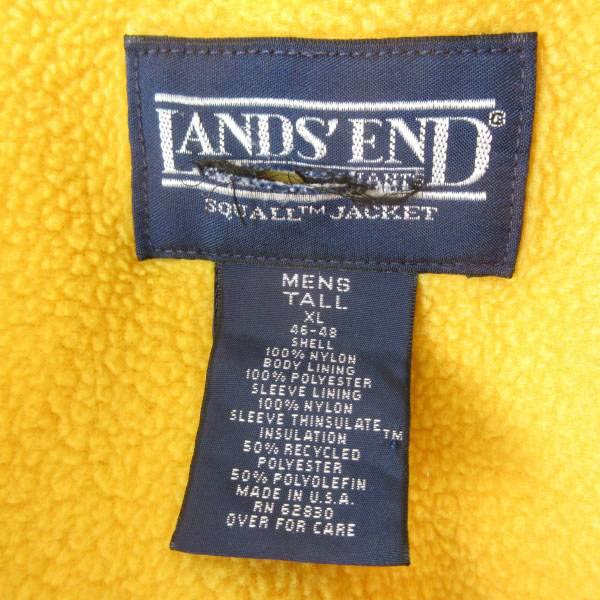 LANDS' END®
SQUALL™ JACKET
MENS
TALL
XL
46-48
SHELL
100% NYLON
BODY LINING
100% POLYESTER
SLEEVE LINING
100% NYLON
SLEEVE THINSULATE™
INSULATION
50% RECYCLED
POLYESTER
50% POLYOLEFIN
MADE IN U.S.A.
RN 62830
OVER FOR CARE